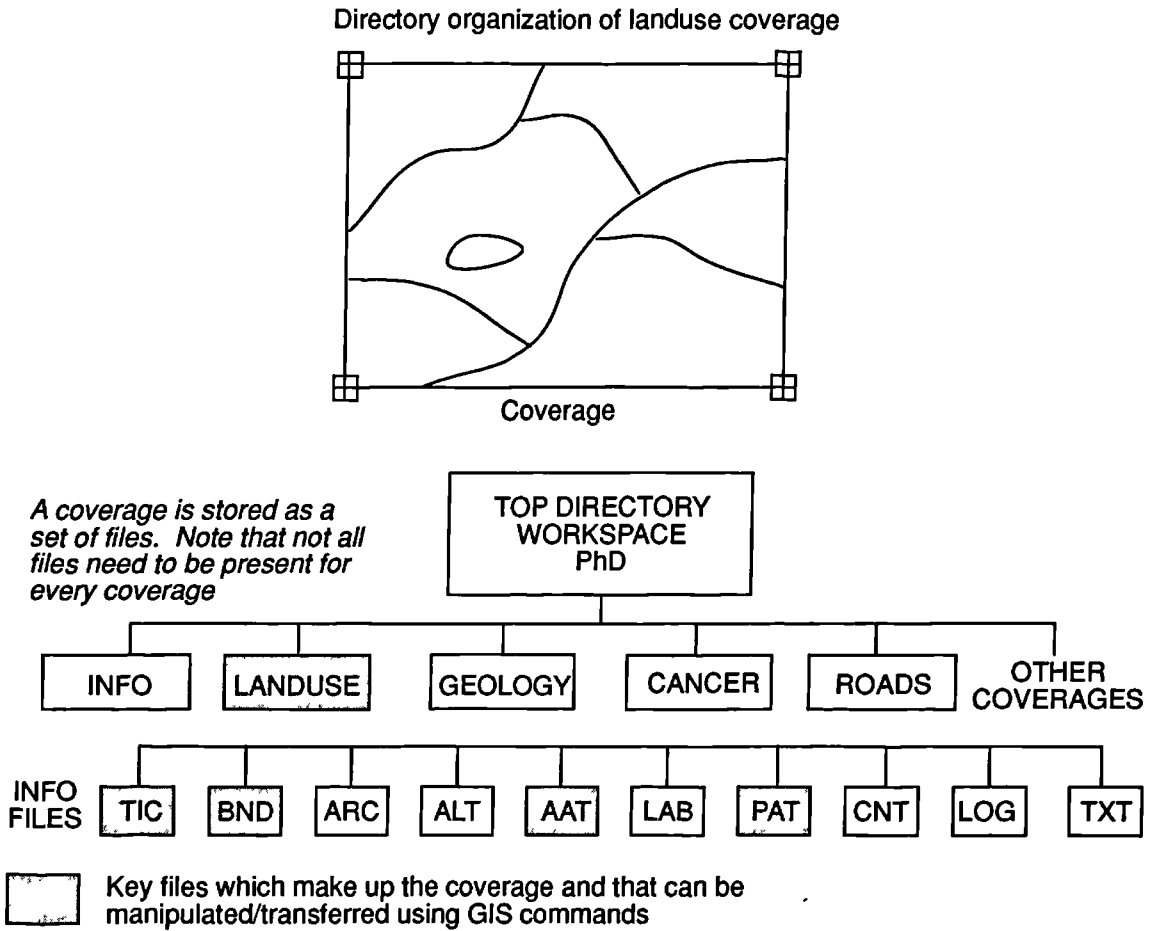 Directory organization of landuse coverage
Coverage
A coverage is stored as a
set of files. Note that not all
files need to be present for
every coverage
TOP DIRECTORY
WORKSPACE
PhD
INFO
LANDUSE
GEOLOGY
CANCER
ROADS
OTHER
COVERAGES
INFO
FILES
TIC
BND
ARC
ALT
AAT
LAB
PAT
CNT
LOG
TXT
Key files which make up the coverage and that can be
manipulated/transferred using GIS commands